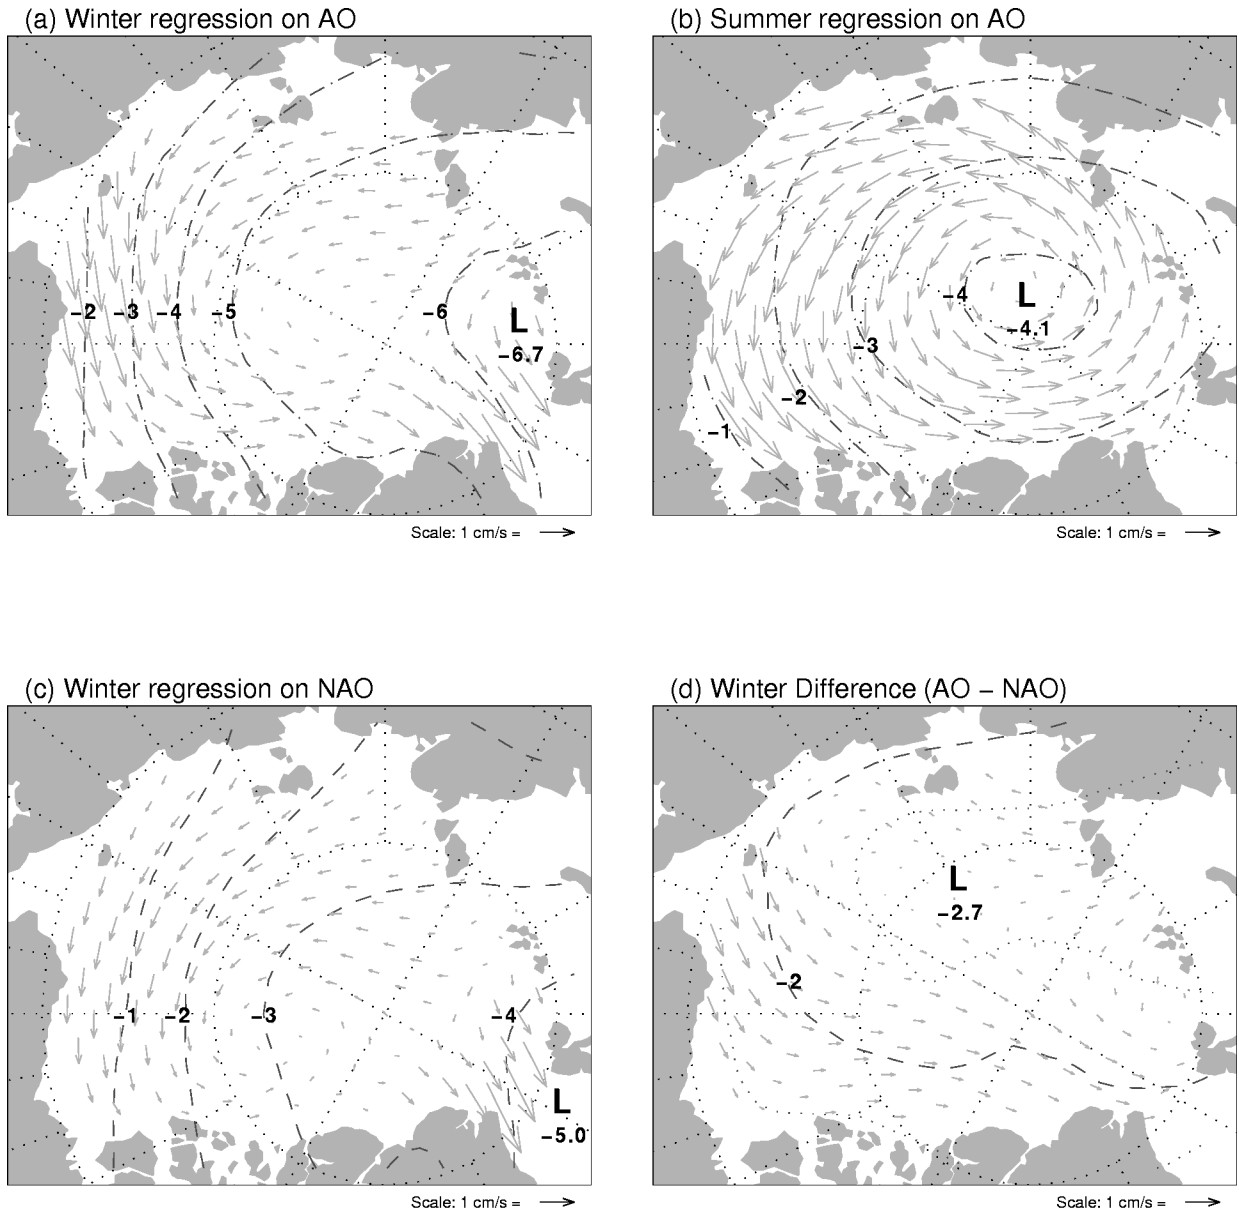 (a) Winter regression on AO
(b) Summer regression on AO
−2 −3 −4 −5 −6
L
−6.7
−4
L
−4.1
−3
−2
−1
Scale: 1 cm/s =
Scale: 1 cm/s =
(c) Winter regression on NAO
(d) Winter Difference (AO − NAO)
−1 −2 −3 −4
L
−5.0
L
−2.7
−2
Scale: 1 cm/s =
Scale: 1 cm/s =